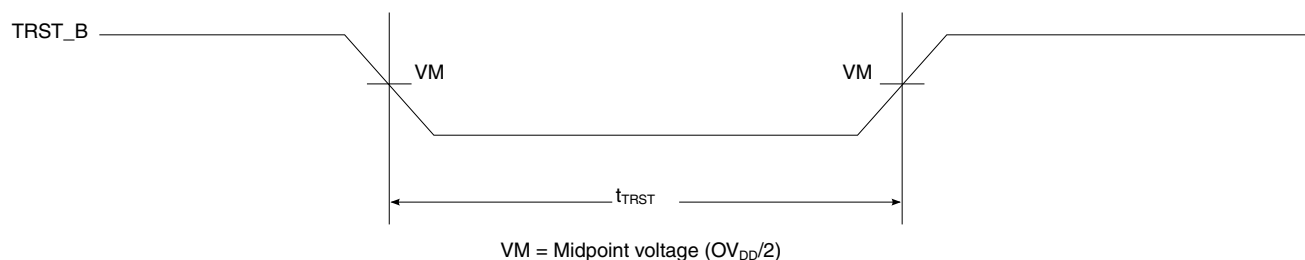 TRST_B
VM VM
tTRST
VM = Midpoint voltage (OVDD/2)